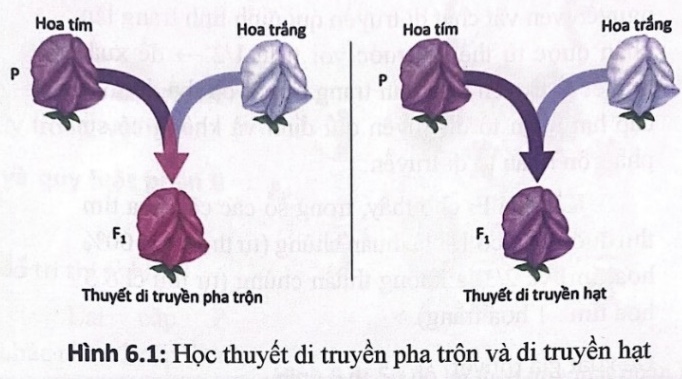 Hoa tím
Hoa trắng
P
F₁
Thuyết di truyền pha trộn
Hoa tím
Hoa trắng
P
F₁
Thuyết di truyền hạt
Hình 6.1: Học thuyết di truyền pha trộn và di truyền hạt